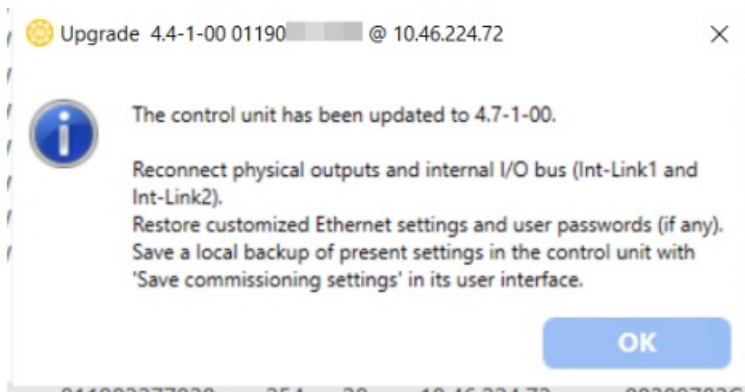 Upgrade 4.4-1-00 01190 @ 10.46.224.72
The control unit has been updated to 4.7-1-00.
Reconnect physical outputs and internal I/O bus (Int-Link1 and
Int-Link2).
Restore customized Ethernet settings and user passwords (if any).
Save a local backup of present settings in the control unit with
'Save commissioning settings' in its user interface.
OK